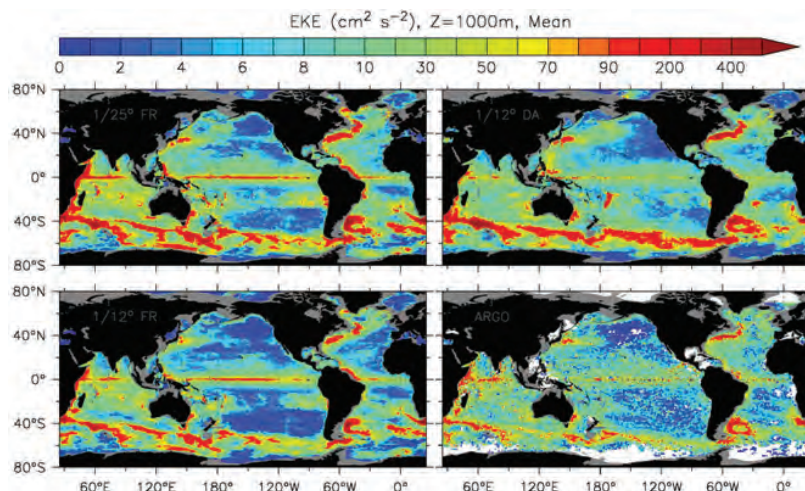 EKE (cm² s⁻²), Z=1000m, Mean
0 2 4 5 6 8 10 30 50 70 90 200 400
80°N
1/25° FR 1/12° DA
40°N
0°
40°S
80°S
80°N
1/12° FR ARGO
40°N
0°
40°S
80°S
60°E 120°E 180° 120°W 60°W 0° 60°E 120°E 180° 120°W 60°W 0°